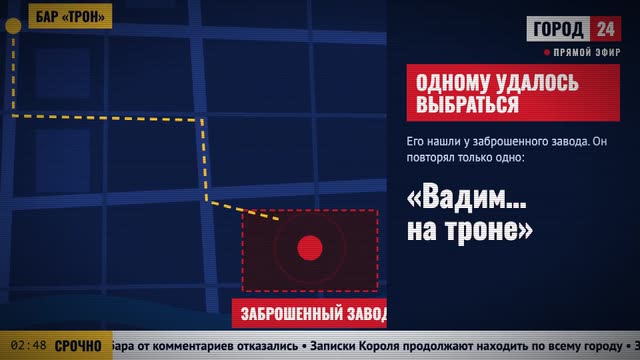 БАР «ТРОН»
ГОРОД 24
ПРЯМОЙ ЭФИР
ОДНОМУ УДАЛОСЬ
ВЫБРАТЬСЯ
Его нашли у заброшенного завода. Он
повторял только одно:
«Вадим...
на троне»
ЗАБРОШЕННЫЙ ЗАВОД
02:48 СРОЧНО бара от комментариев отказались • Записки Короля продолжают находить по всему городу •